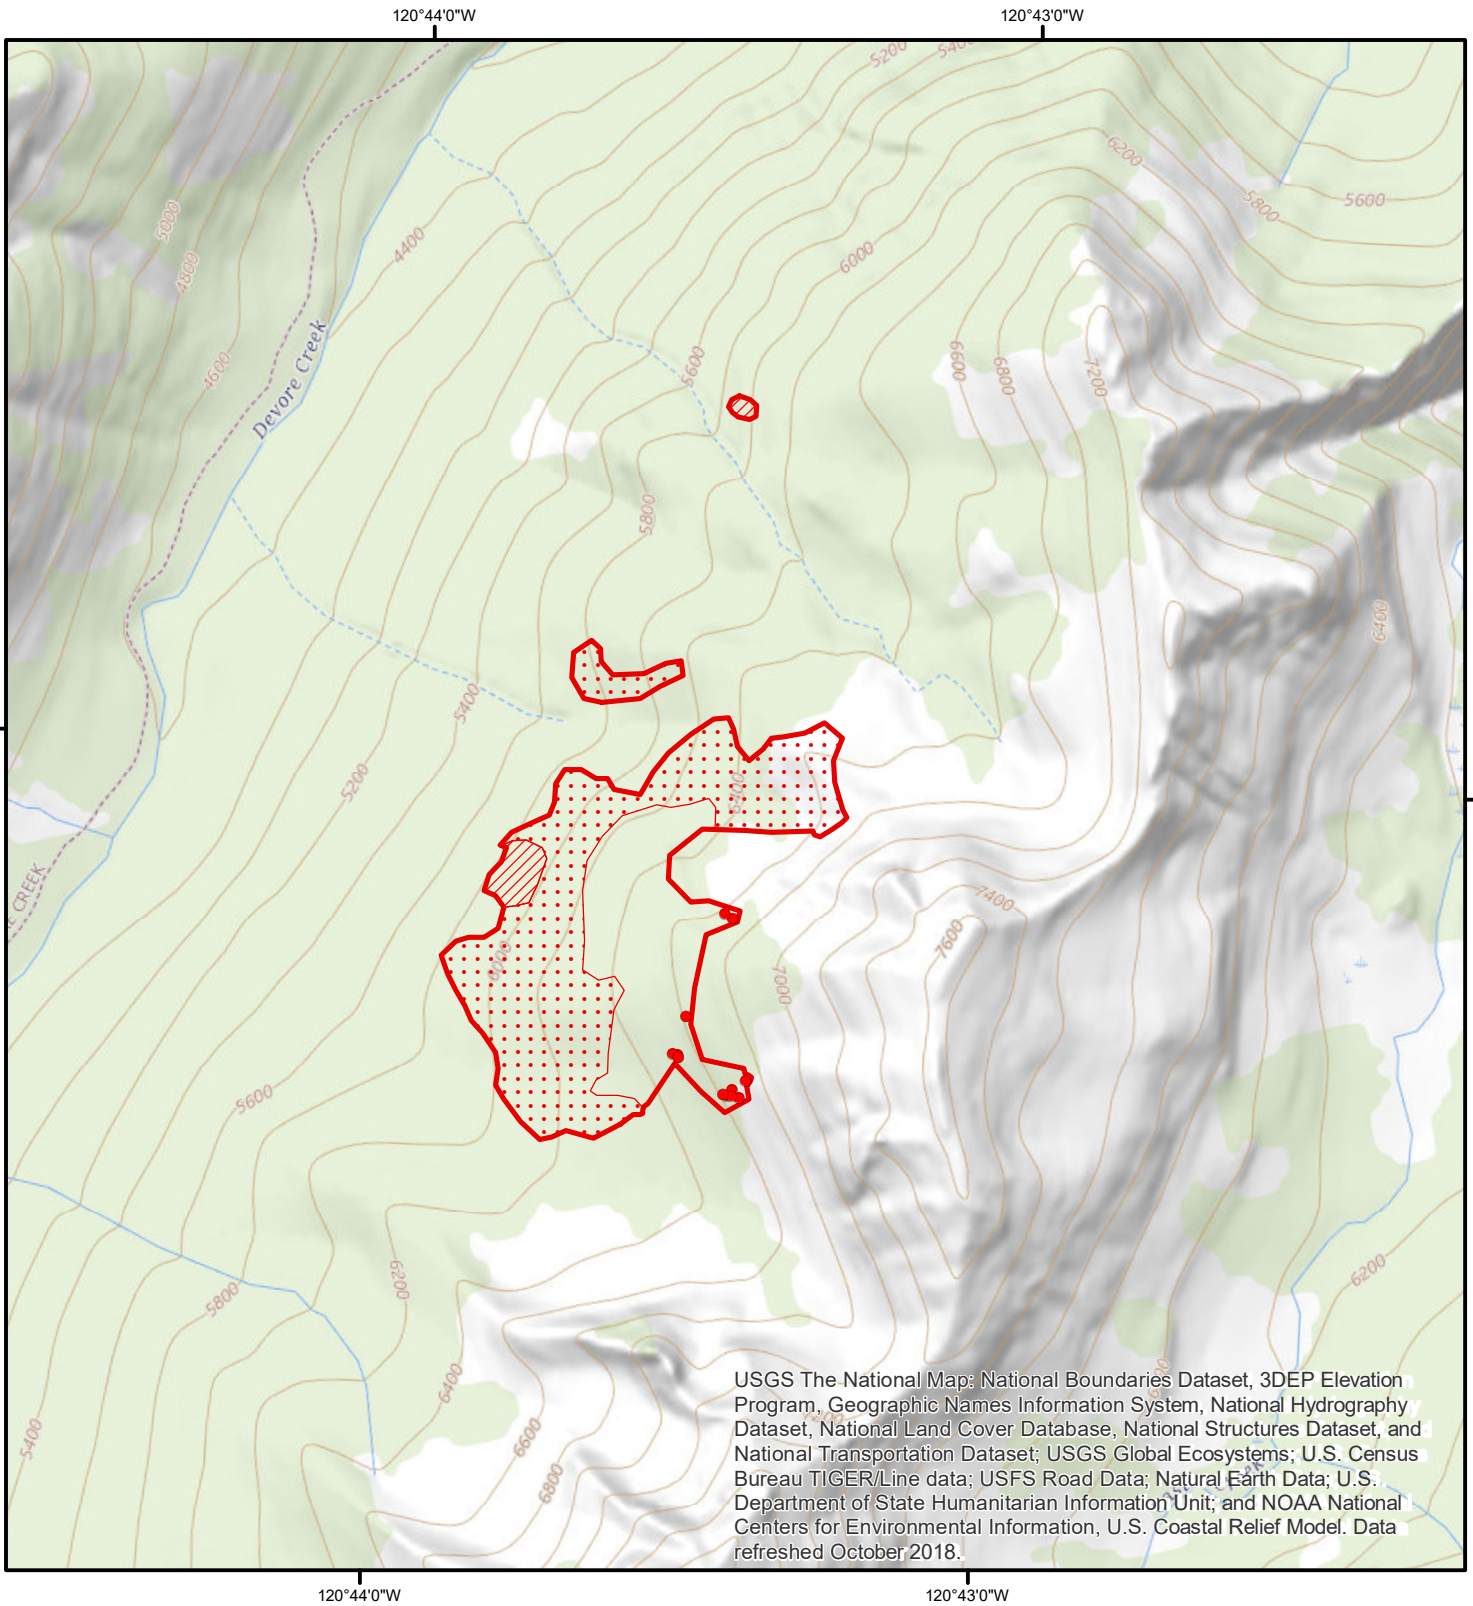 120°44'0"W
120°43'0"W
5200
5400
6200
5800
5600
5000
4400
6000
4800
Devore Creek
4600
5600
6600
6800
7200
5800
6400
5400
5200
6400
7400
CREEK
7600
6000
7000
5600
6200
6200
5800
6400
5400
6600
6800
USGS The National Map: National Boundaries Dataset, 3DEP Elevation
Program, Geographic Names Information System, National Hydrography
Dataset, National Land Cover Database, National Structures Dataset, and
National Transportation Dataset; USGS Global Ecosystems; U.S. Census
Bureau TIGER/Line data; USFS Road Data; Natural Earth Data; U.S.
Department of State Humanitarian Information Unit; and NOAA National
Centers for Environmental Information, U.S. Coastal Relief Model. Data
refreshed October 2018.
120°44'0"W
120°43'0"W